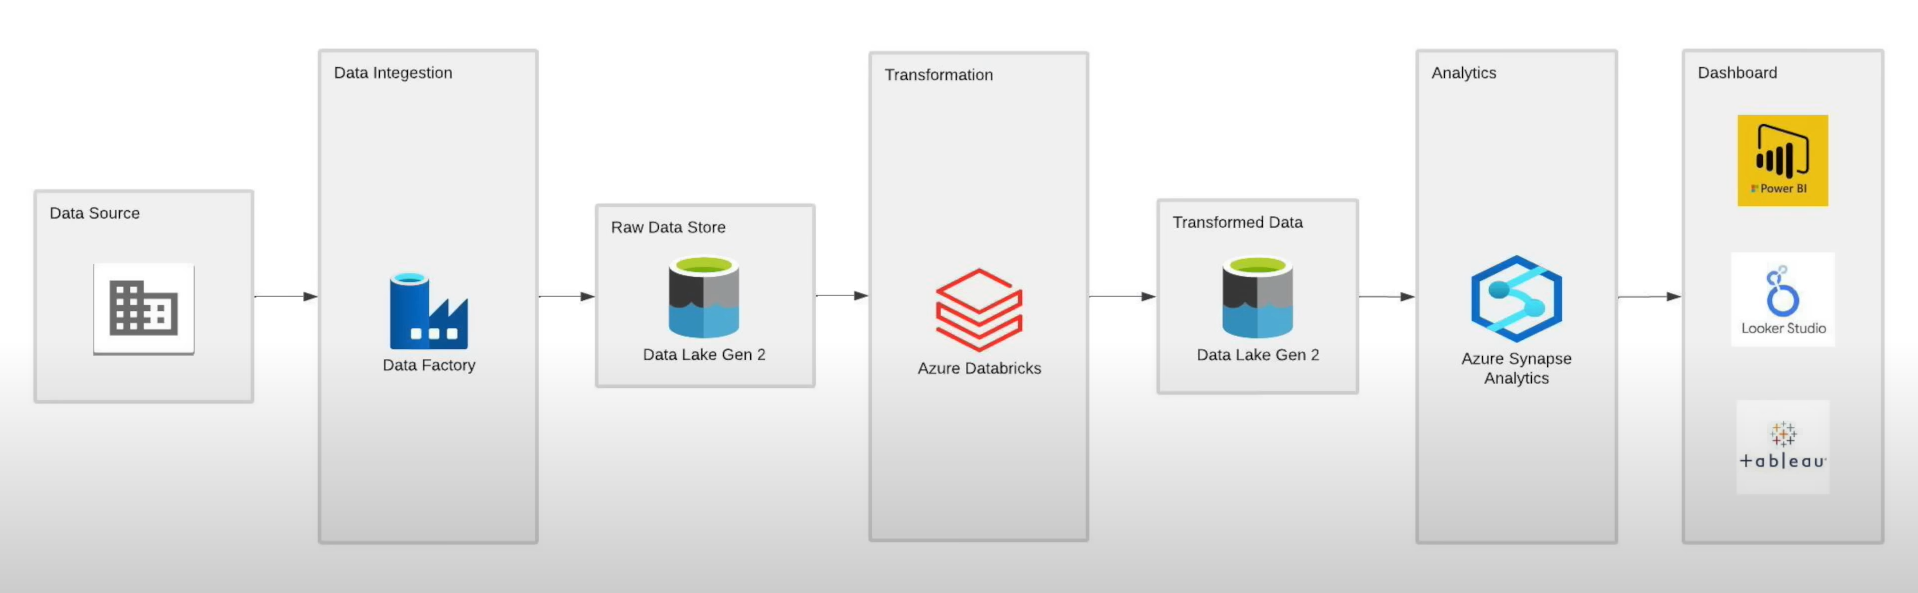 Data Source
Data Integestion
Data Factory
Raw Data Store
Data Lake Gen 2
Transformation
Azure Databricks
Transformed Data
Data Lake Gen 2
Analytics
Azure Synapse
Analytics
Dashboard
Power BI
Looker Studio
+ableau